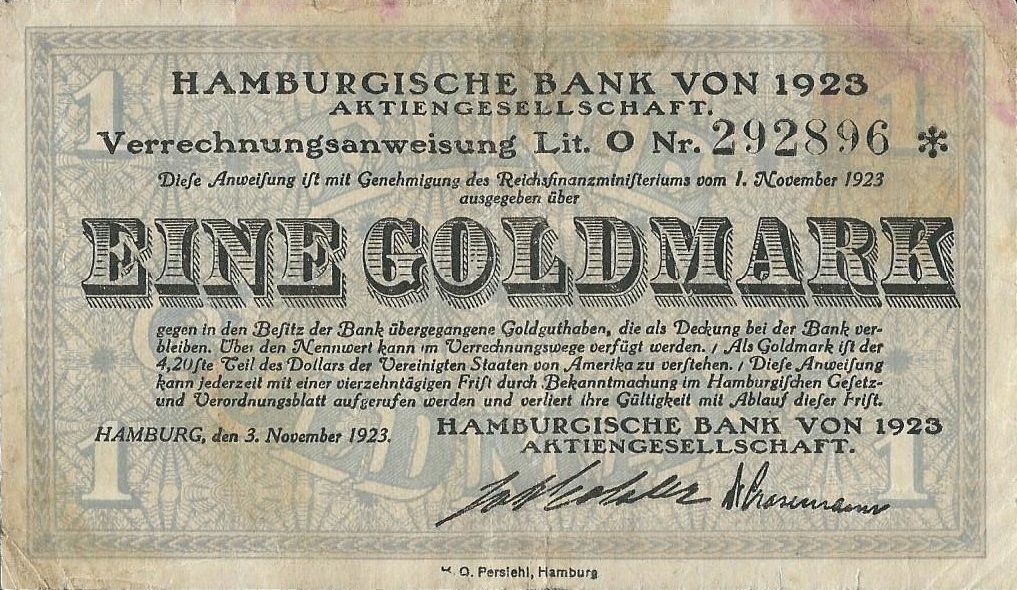 1 1
HAMBURGISCHE BANK VON 1923
AKTIENGESELLSCHAFT.
Verrechnungsanweisung Lit. O Nr. 292896 *
Dieſe Anweiſung iſt mit Genehmigung des Reichsfinanzminiſteriums vom 1. November 1923
ausgegeben über
EINE GOLDMARK
gegen in den Beſitz der Bank übergegangene Goldguthaben, die als Deckung bei der Bank ver-
bleiben. Über den Nennwert kann im Verrechnungswege verfügt werden. / Als Goldmark iſt der
4,20ſte Teil des Dollars der Vereinigten Staaten von Amerika zu verſtehen. / Dieſe Anweiſung
kann jederzeit mit einer vierzehntägigen Friſt durch Bekanntmachung im Hamburgiſchen Geſetz-
und Verordnungsblatt aufgerufen werden und verliert ihre Gültigkeit mit Ablauf dieſer Friſt.
HAMBURG, den 3. November 1923.
HAMBURGISCHE BANK VON 1923
AKTIENGESELLSCHAFT.
1 1
O. Persiehl, Hamburg